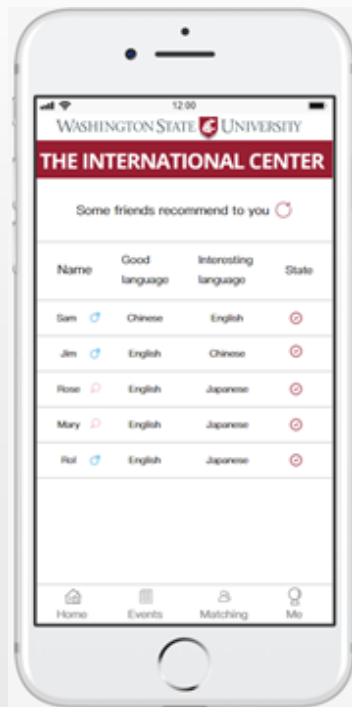 12:00
WASHINGTON STATE UNIVERSITY
THE INTERNATIONAL CENTER
Some friends recommend to you
Name Good language Interesting language State
Sam Chinese English
Jim English Chinese
Rose English Japanese
Mary English Japanese
Rol English Japanese
Home Events Matching Me